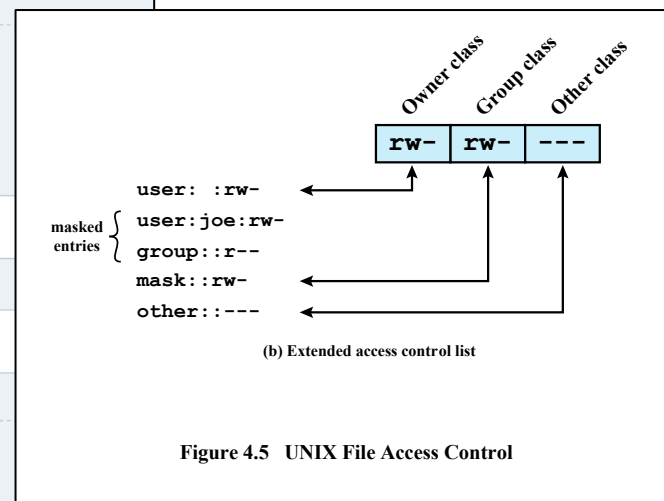 Owner class
Group class
Other class
rw- rw- ---
user: :rw-
user:joe:rw-
masked
entries
group::r--
mask::rw-
other::---
(b) Extended access control list
Figure 4.5 UNIX File Access Control